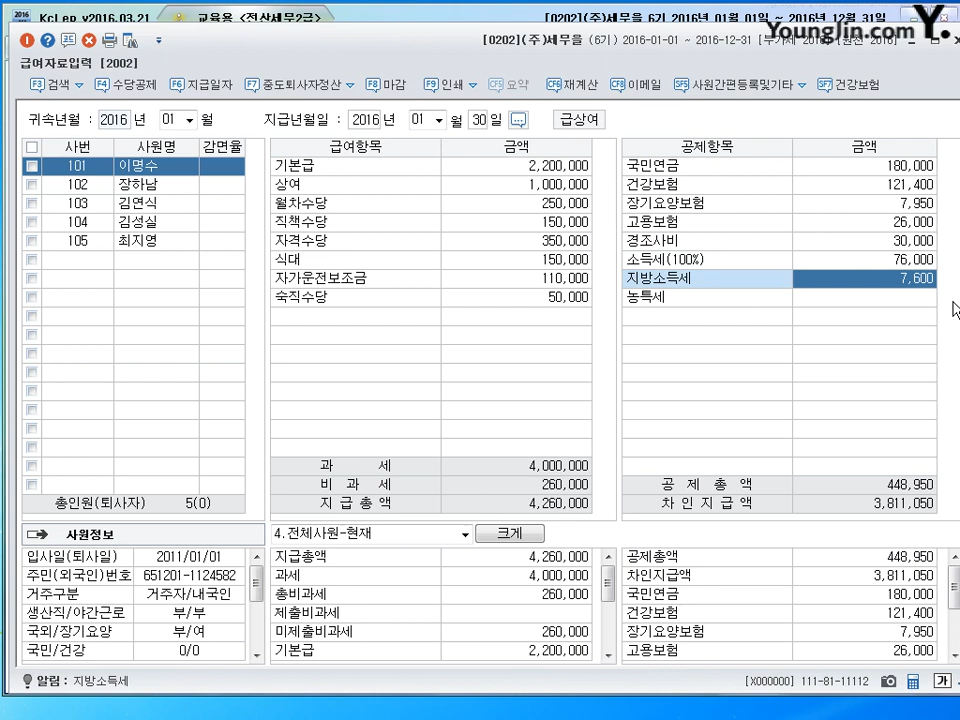 KcLep v2016.03.21 교육용 <전산세무2급> [0202](주)세무을 6기 2016년 01월 01일 ~ 2016년 12월 31일
YoungJin.com Y.
[0202](주)세무을 (6기) 2016-01-01 ~ 2016-12-31 [부가세 2016] [원천 2016]
급여자료입력 [2002]
F3 검색 F4 수당공제 F6 지급일자 F7 중도퇴사자정산 F8 마감 F9 인쇄 CF5 요약 CF6 재계산 CF8 이메일 SF5 사원간편등록및기타 SF7 건강보험
귀속년월 : 2016 년 01 월 지급년월일 : 2016 년 01 월 30 일 ... 급상여
사번 사원명 감면율 급여항목 금액 공제항목 금액
101 이명수 기본급 2,200,000 국민연금 180,000
102 장하남 상여 1,000,000 건강보험 121,400
103 김연식 월차수당 250,000 장기요양보험 7,950
104 김성실 직책수당 150,000 고용보험 26,000
105 최지영 자격수당 350,000 경조사비 30,000
식대 150,000 소득세(100%) 76,000
자가운전보조금 110,000 지방소득세 7,600
숙직수당 50,000 농특세
과 세 4,000,000
비 과 세 260,000 공 제 총 액 448,950
총인원(퇴사자) 5(0) 지 급 총 액 4,260,000 차 인 지 급 액 3,811,050
사원정보 4.전체사원-현재 크게
입사일(퇴사일) 2011/01/01 지급총액 4,260,000 공제총액 448,950
주민(외국인)번호 651201-1124582 과세 4,000,000 차인지급액 3,811,050
거주구분 거주자/내국인 총비과세 260,000 국민연금 180,000
생산직/야간근로 부/부 제출비과세 건강보험 121,400
국외/장기요양 부/여 미제출비과세 260,000 장기요양보험 7,950
국민/건강 0/0 기본급 2,200,000 고용보험 26,000
알림 : 지방소득세 [X000000] 111-81-11112 가